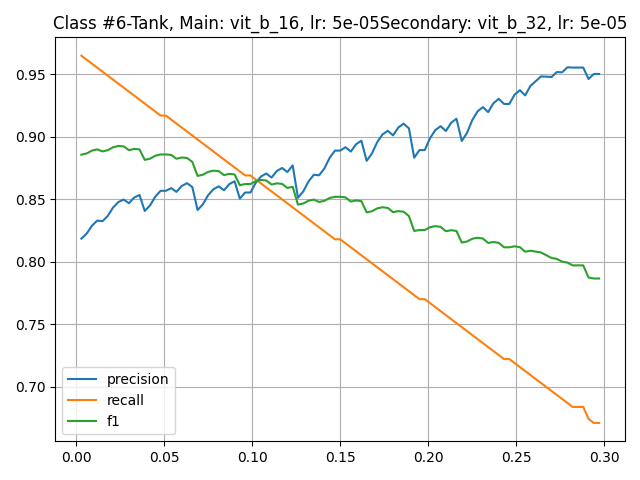 Class #6-Tank, Main: vit_b_16, lr: 5e-05Secondary: vit_b_32, lr: 5e-05
0.95
0.90
0.85
0.80
0.75
0.70
precision
recall
f1
0.00 0.05 0.10 0.15 0.20 0.25 0.30